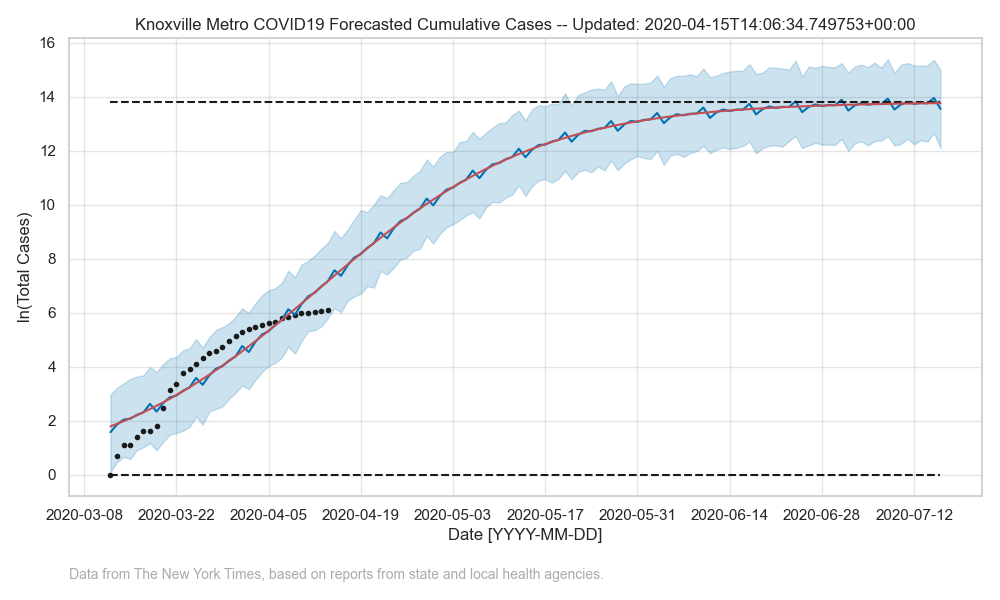 Knoxville Metro COVID19 Forecasted Cumulative Cases -- Updated: 2020-04-15T14:06:34.749753+00:00
16
14
12
10
8
6
4
2
0
ln(Total Cases)
2020-03-08 2020-03-22 2020-04-05 2020-04-19 2020-05-03 2020-05-17 2020-05-31 2020-06-14 2020-06-28 2020-07-12
Date [YYYY-MM-DD]
Data from The New York Times, based on reports from state and local health agencies.